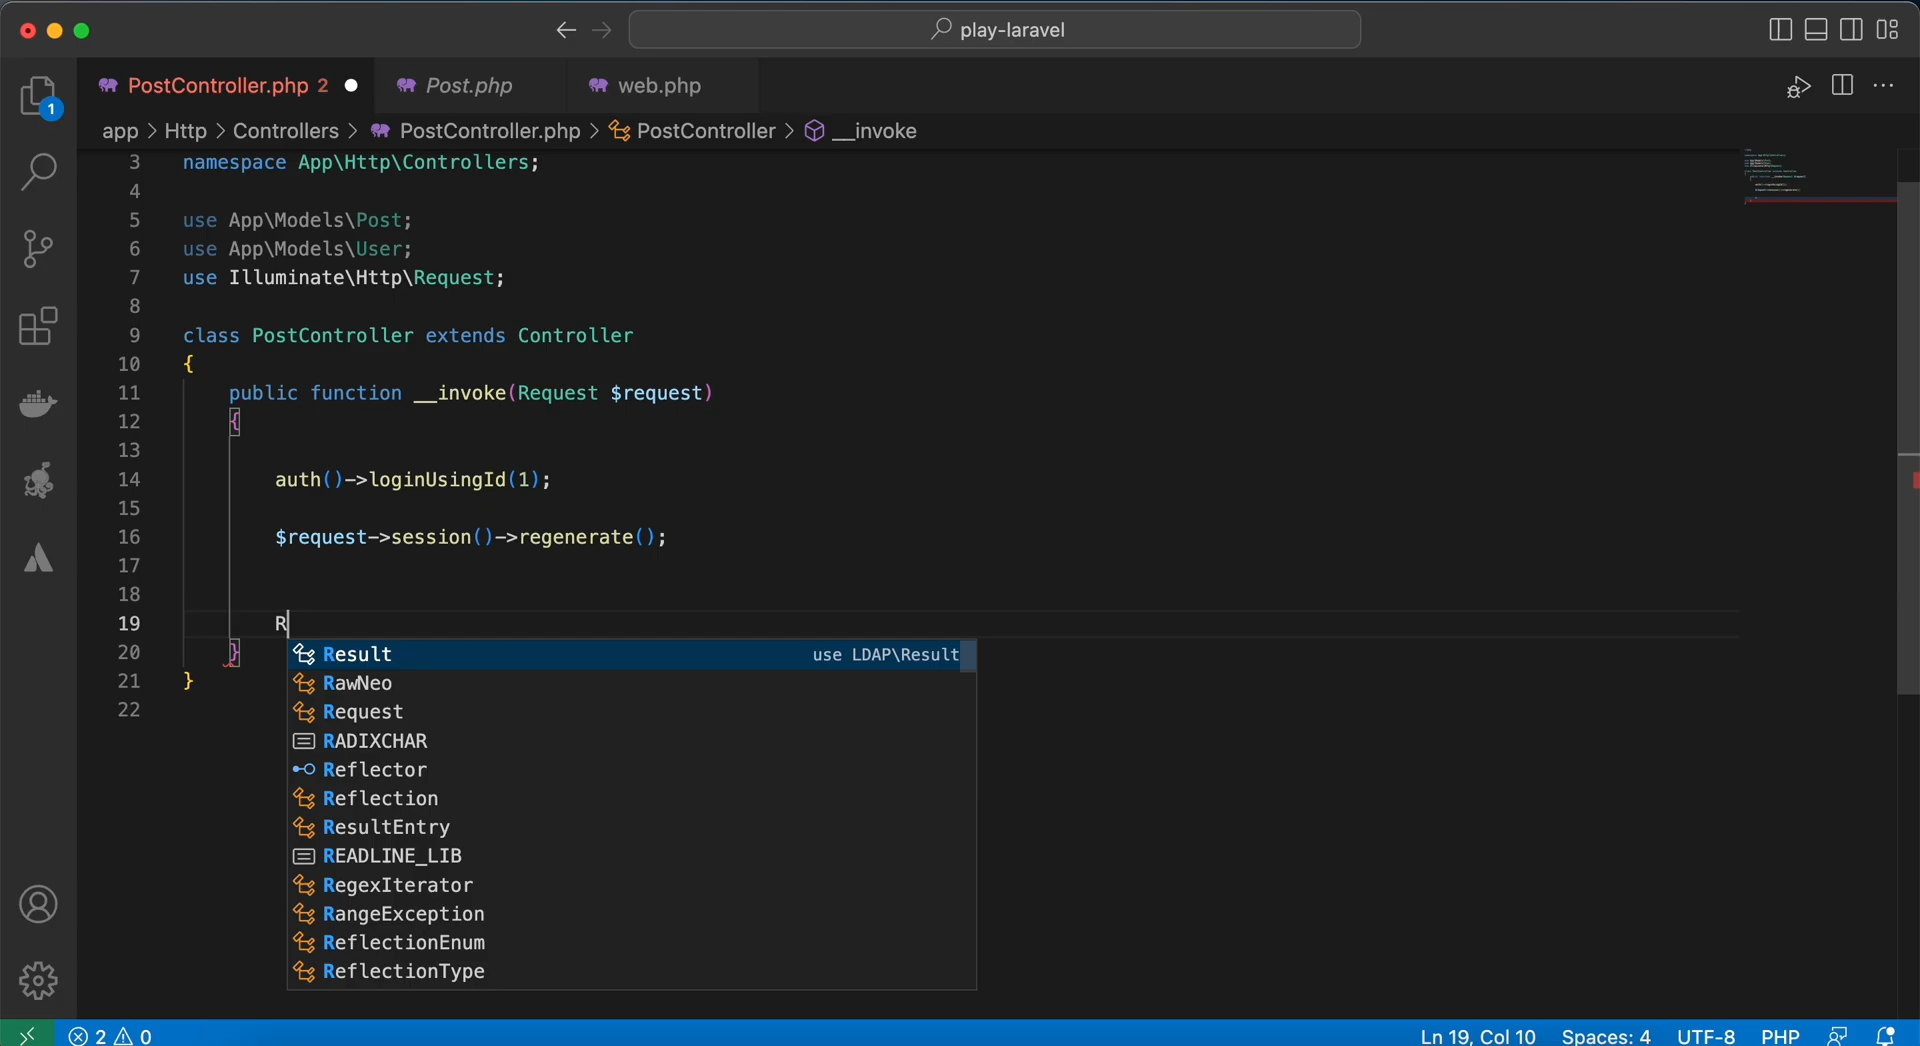 play-laravel
PostController.php 2
Post.php
web.php
1
app > Http > Controllers > PostController.php > PostController > __invoke
3 namespace App\Http\Controllers;
4
5 use App\Models\Post;
6 use App\Models\User;
7 use Illuminate\Http\Request;
8
9 class PostController extends Controller
10 {
11 public function __invoke(Request $request)
12 {
13
14 auth()->loginUsingId(1);
15
16 $request->session()->regenerate();
17
18
19 R
20 }
21 }
22
Result use LDAP\Result
RawNeo
Request
RADIXCHAR
Reflector
Reflection
ResultEntry
READLINE_LIB
RegexIterator
RangeException
ReflectionEnum
ReflectionType
2 0 Ln 19, Col 10 Spaces: 4 UTF-8 PHP